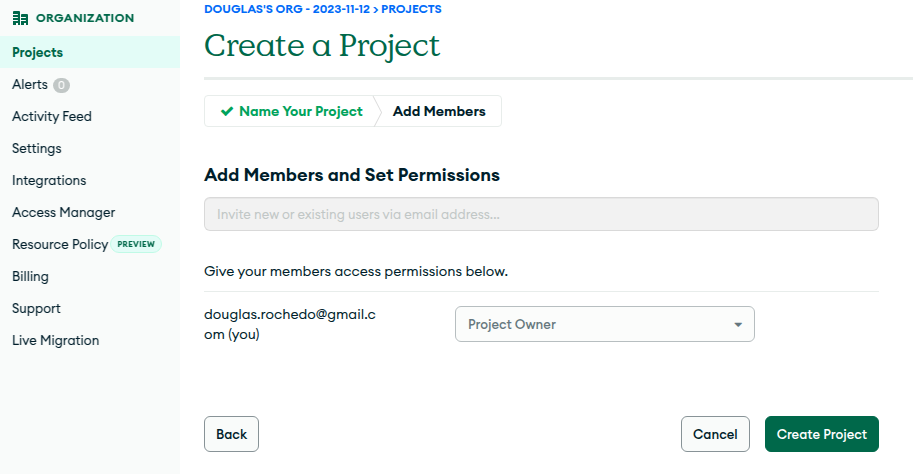 ORGANIZATION
Projects
Alerts 0
Activity Feed
Settings
Integrations
Access Manager
Resource Policy PREVIEW
Billing
Support
Live Migration
DOUGLAS'S ORG - 2023-11-12 > PROJECTS
Create a Project
Name Your Project
Add Members
Add Members and Set Permissions
Invite new or existing users via email address...
Give your members access permissions below.
douglas.rochedo@gmail.c
om (you)
Project Owner
Back
Cancel
Create Project